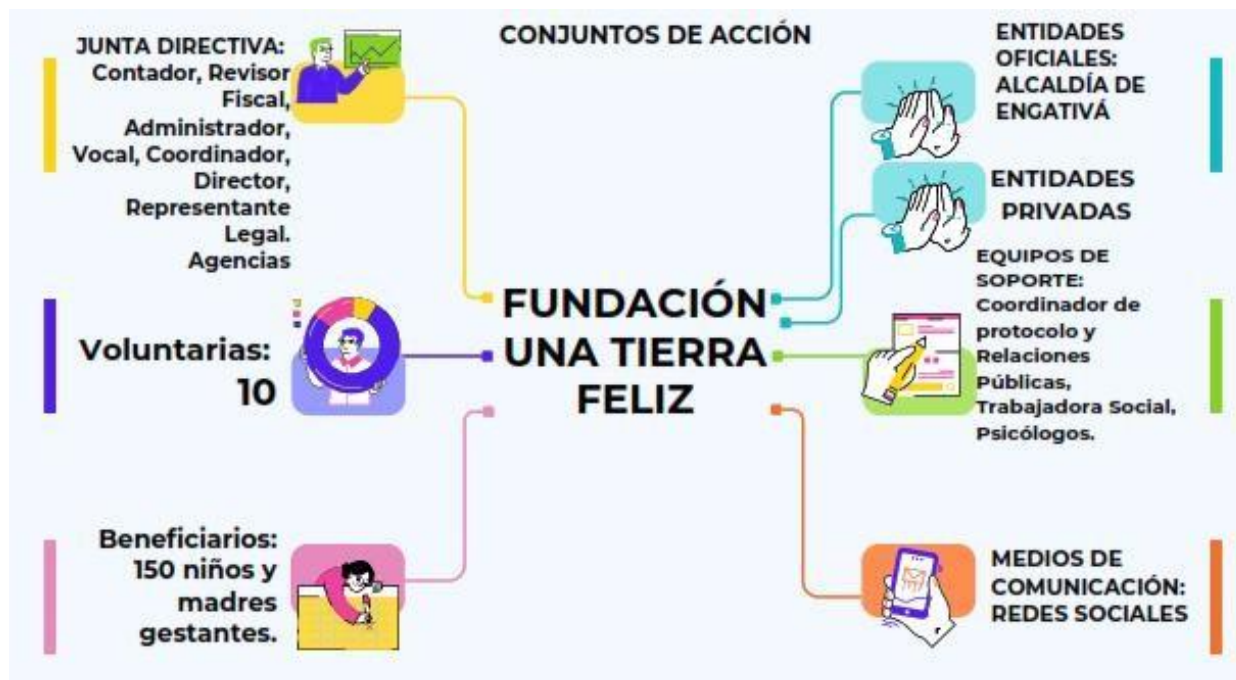 CONJUNTOS DE ACCIÓN
JUNTA DIRECTIVA:
Contador, Revisor
Fiscal,
Administrador,
Vocal, Coordinador,
Director,
Representante
Legal.
Agencias
Voluntarias:
10
Beneficiarios:
150 niños y
madres
gestantes.
FUNDACIÓN
UNA TIERRA
FELIZ
ENTIDADES
OFICIALES:
ALCALDÍA DE
ENGATIVÁ
ENTIDADES
PRIVADAS
EQUIPOS DE
SOPORTE:
Coordinador de
protocolo y
Relaciones
Públicas,
Trabajadora Social,
Psicólogos.
MEDIOS DE
COMUNICACIÓN:
REDES SOCIALES